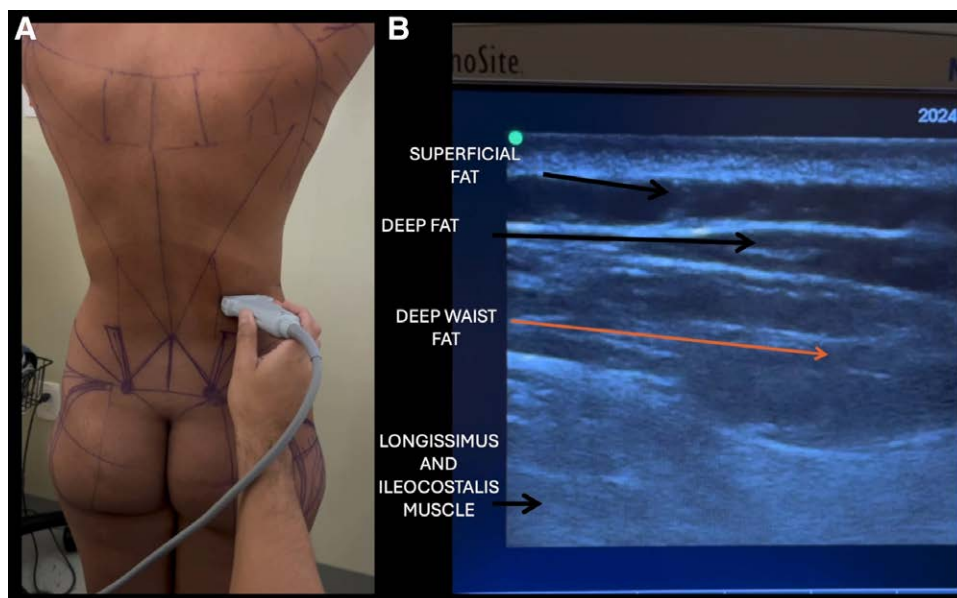 A
B
noSite
2024
SUPERFICIAL
FAT
DEEP FAT
DEEP WAIST
FAT
LONGISSIMUS
AND
ILEOCOSTALIS
MUSCLE